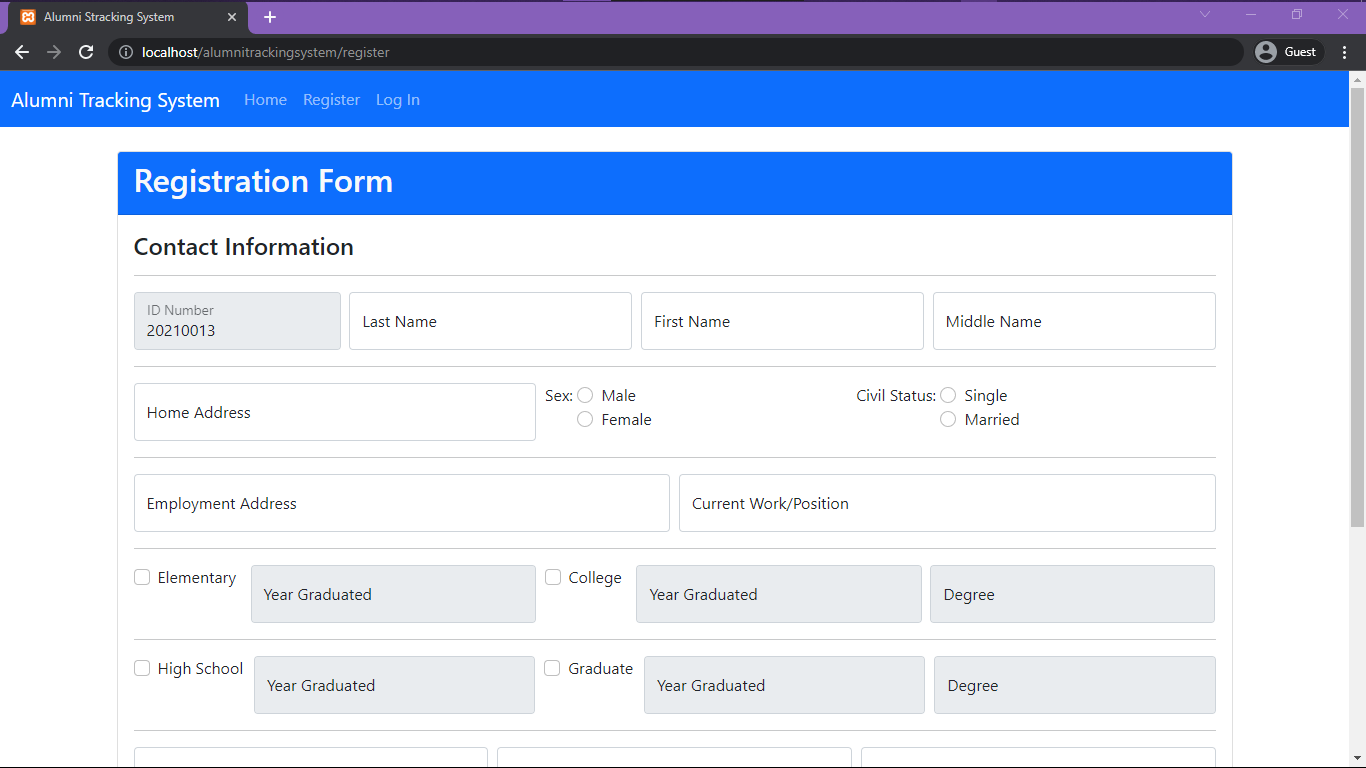 Alumni Stracking System
localhost/alumnitrackingsystem/register
Guest
Alumni Tracking System Home Register Log In
Registration Form
Contact Information
ID Number
20210013
Last Name
First Name
Middle Name
Home Address
Sex: Male
Female
Civil Status: Single
Married
Employment Address
Current Work/Position
Elementary
Year Graduated
College
Year Graduated
Degree
High School
Year Graduated
Graduate
Year Graduated
Degree